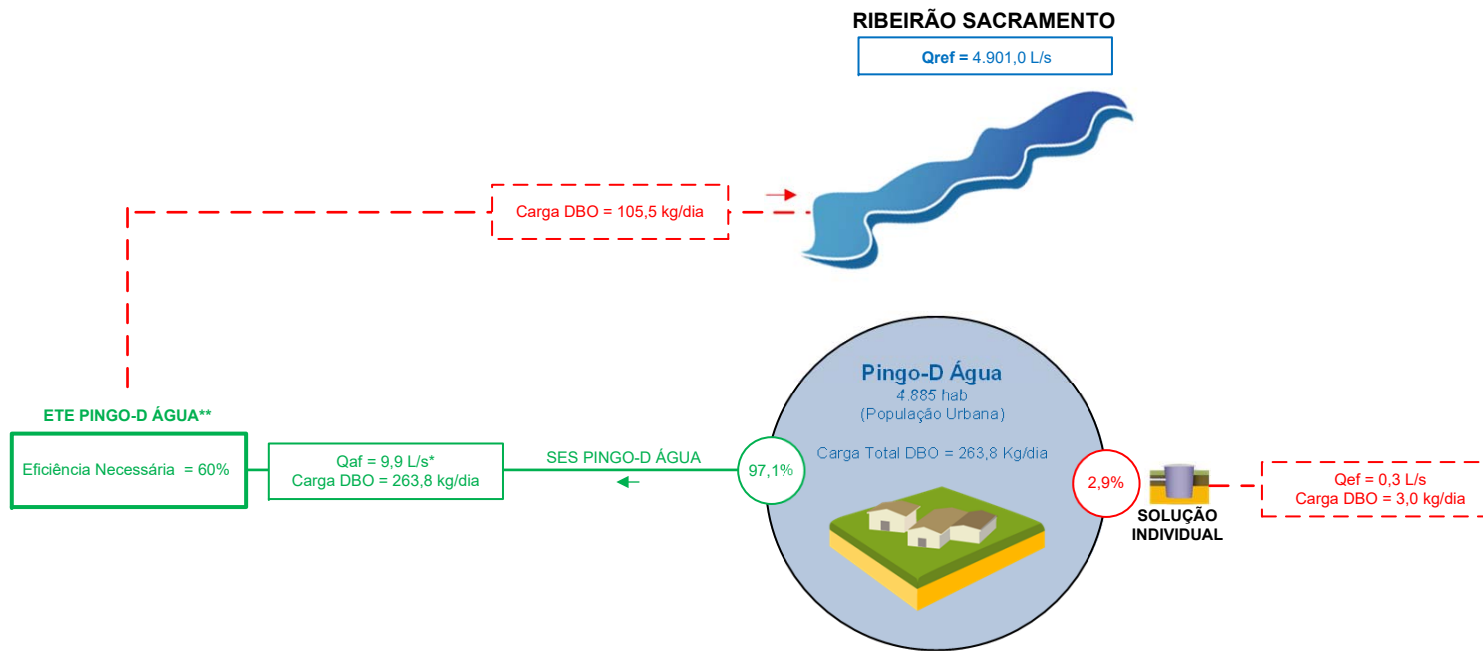 RIBEIRÃO SACRAMENTO
Qref = 4.901,0 L/s
Carga DBO = 105,5 kg/dia
ETE PINGO-D ÁGUA**
Eficiência Necessária = 60%
Qaf = 9,9 L/s*
Carga DBO = 263,8 kg/dia
SES PINGO-D ÁGUA
97,1%
Pingo-D Água
4.885 hab
(População Urbana)
Carga Total DBO = 263,8 Kg/dia
2,9%
SOLUÇÃO
INDIVIDUAL
Qef = 0,3 L/s
Carga DBO = 3,0 kg/dia